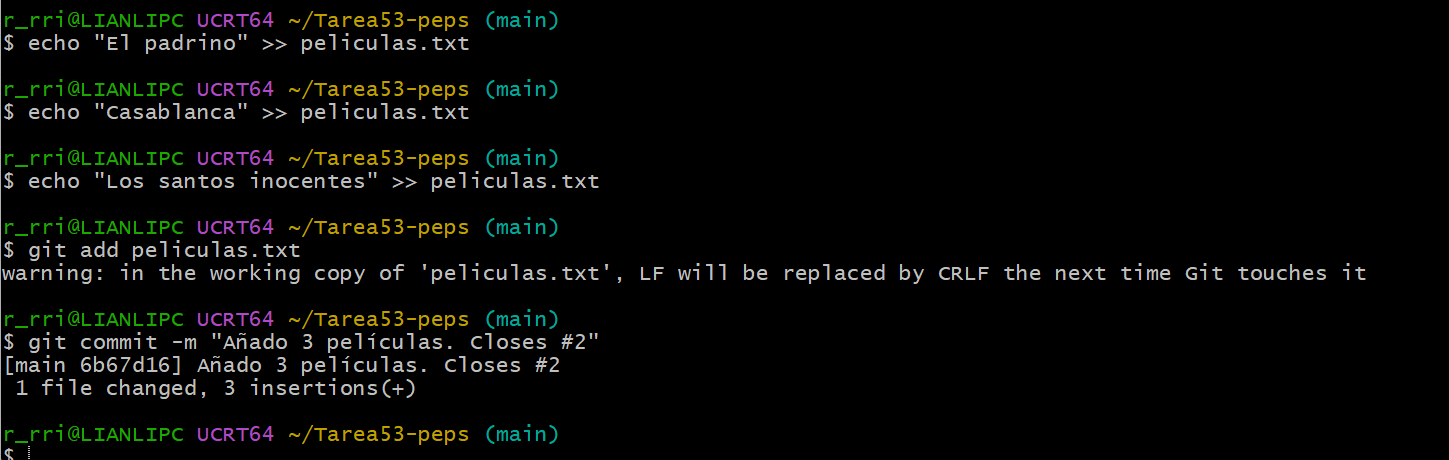 r_rri@LIANLIPC UCRT64 ~/Tarea53-peps (main)
$ echo "El padrino" >> peliculas.txt
r_rri@LIANLIPC UCRT64 ~/Tarea53-peps (main)
$ echo "Casablanca" >> peliculas.txt
r_rri@LIANLIPC UCRT64 ~/Tarea53-peps (main)
$ echo "Los santos inocentes" >> peliculas.txt
r_rri@LIANLIPC UCRT64 ~/Tarea53-peps (main)
$ git add peliculas.txt
warning: in the working copy of 'peliculas.txt', LF will be replaced by CRLF the next time Git touches it
r_rri@LIANLIPC UCRT64 ~/Tarea53-peps (main)
$ git commit -m "Añado 3 películas. Closes #2"
[main 6b67d16] Añado 3 películas. Closes #2
 1 file changed, 3 insertions(+)
r_rri@LIANLIPC UCRT64 ~/Tarea53-peps (main)
$